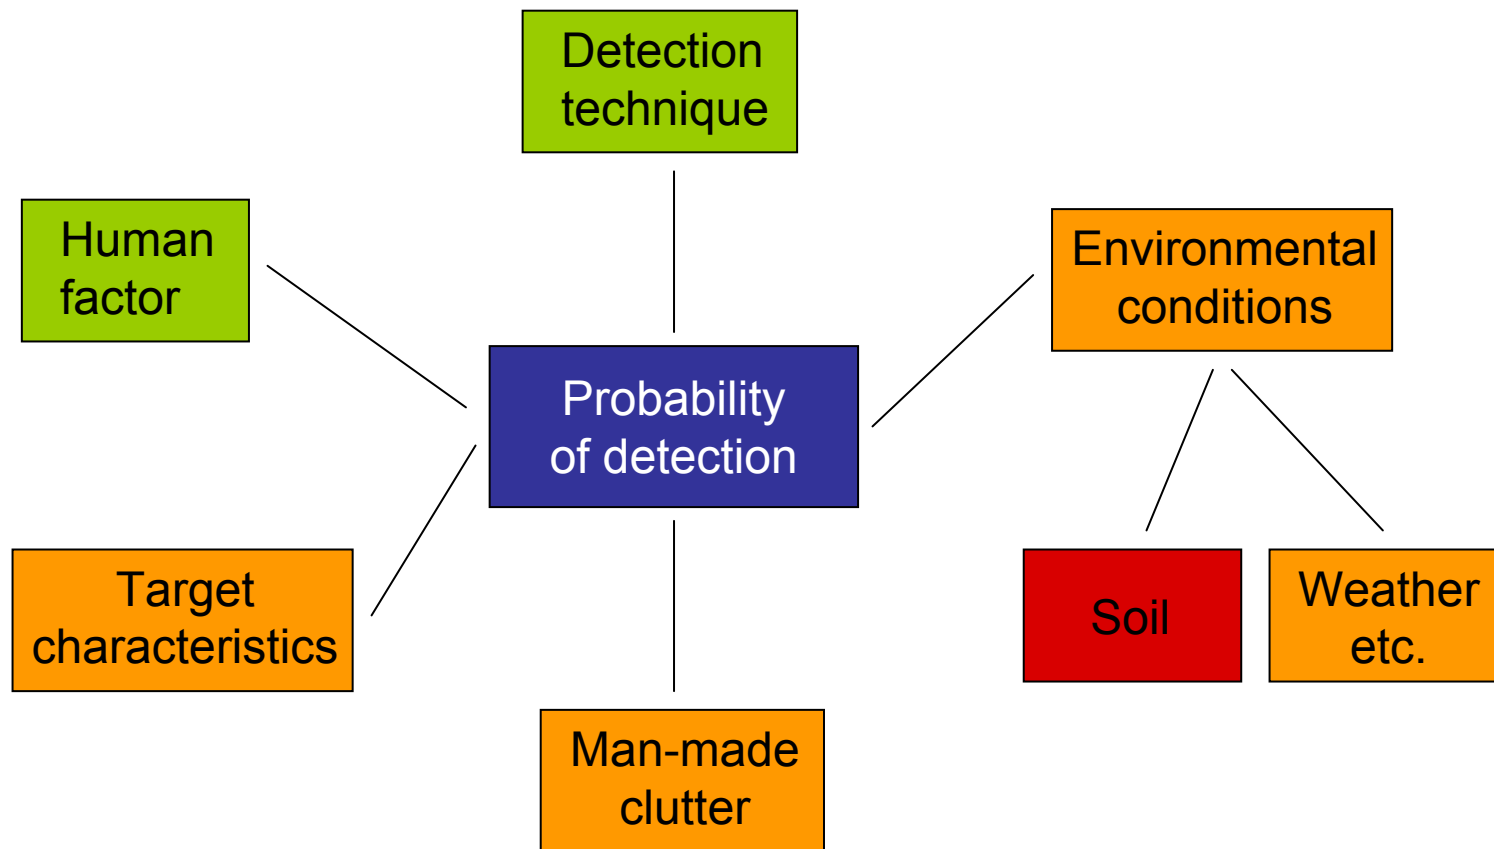 Detection
technique
Human
factor
Environmental
conditions
Probability
of detection
Target
characteristics
Soil
Weather
etc.
Man-made
clutter